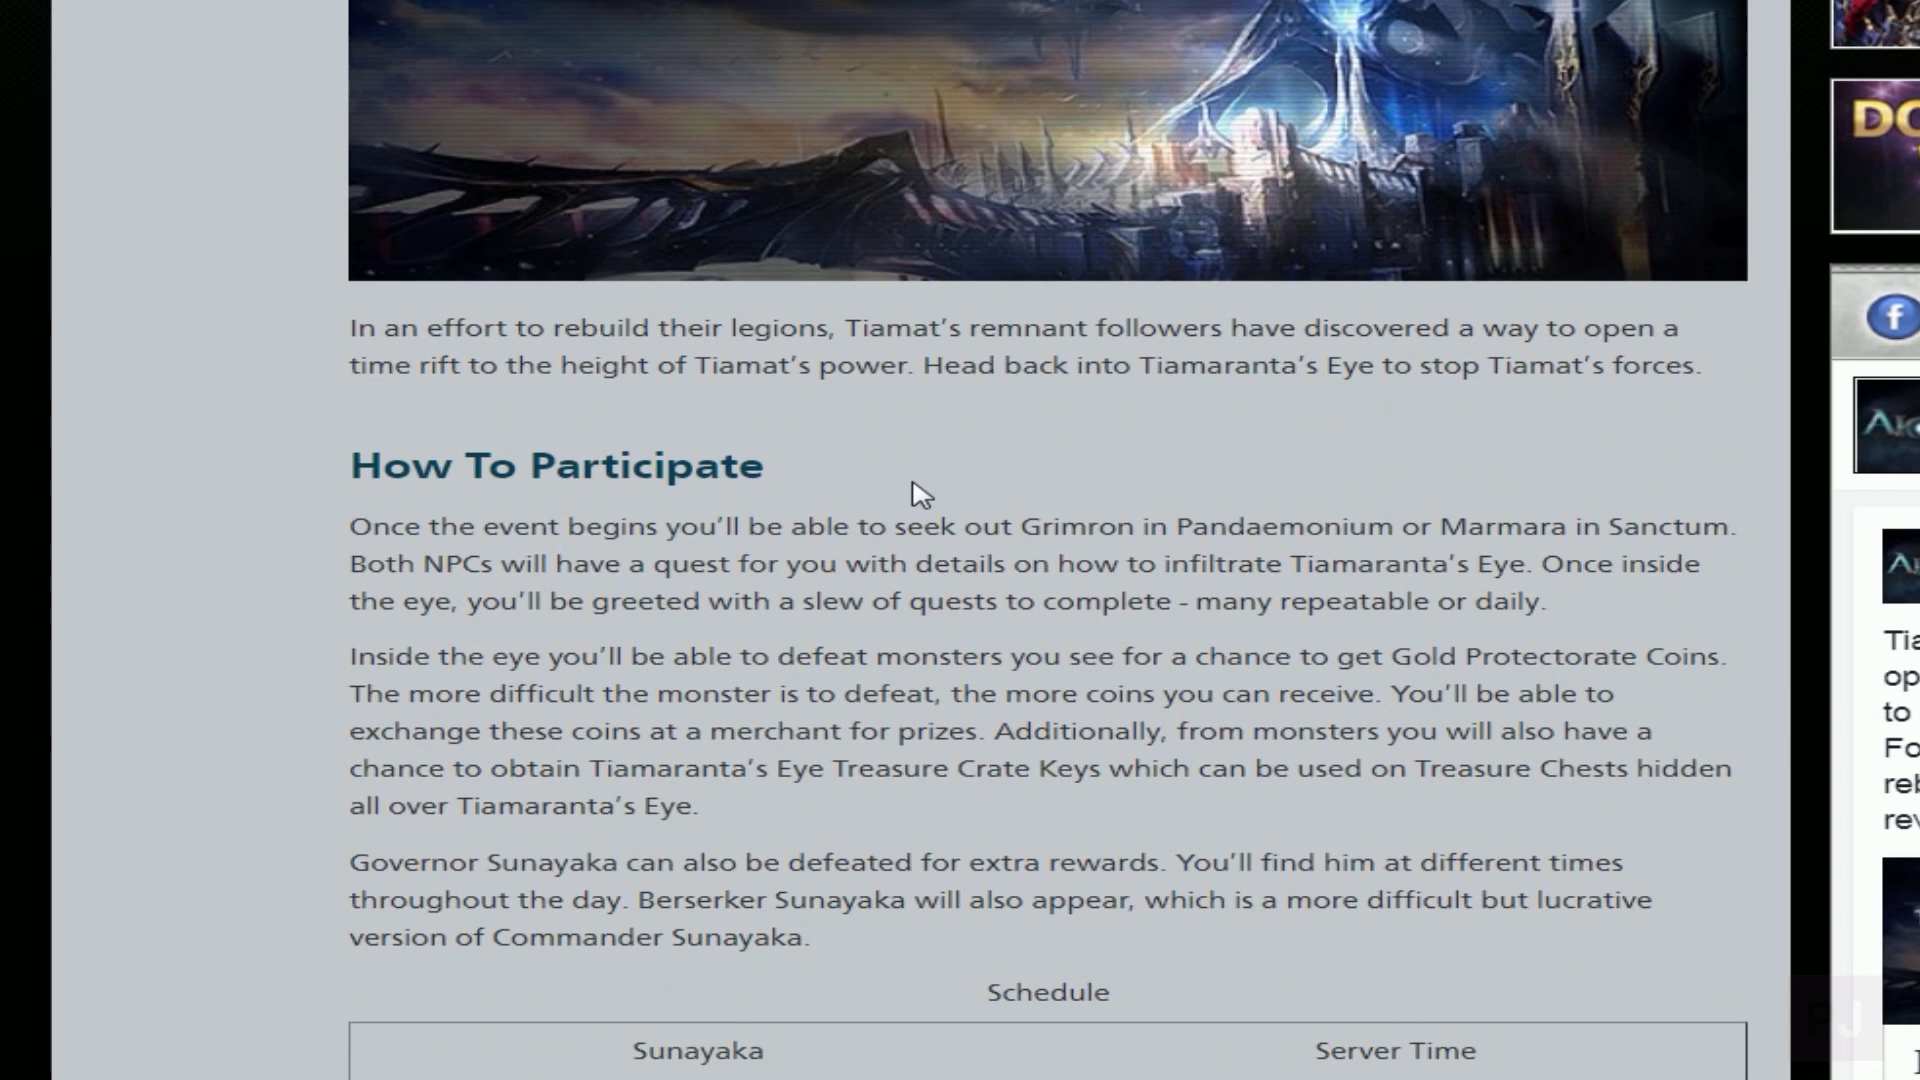 DO
In an effort to rebuild their legions, Tiamat's remnant followers have discovered a way to open a
time rift to the height of Tiamat's power. Head back into Tiamaranta's Eye to stop Tiamat's forces.
How To Participate
Once the event begins you'll be able to seek out Grimron in Pandaemonium or Marmara in Sanctum.
Both NPCs will have a quest for you with details on how to infiltrate Tiamaranta's Eye. Once inside
the eye, you'll be greeted with a slew of quests to complete - many repeatable or daily.
Inside the eye you'll be able to defeat monsters you see for a chance to get Gold Protectorate Coins.
The more difficult the monster is to defeat, the more coins you can receive. You'll be able to
exchange these coins at a merchant for prizes. Additionally, from monsters you will also have a
chance to obtain Tiamaranta's Eye Treasure Crate Keys which can be used on Treasure Chests hidden
all over Tiamaranta's Eye.
Governor Sunayaka can also be defeated for extra rewards. You'll find him at different times
throughout the day. Berserker Sunayaka will also appear, which is a more difficult but lucrative
version of Commander Sunayaka.
Schedule
Sunayaka Server Time
f
Tia
op
to
Fo
reb
rev